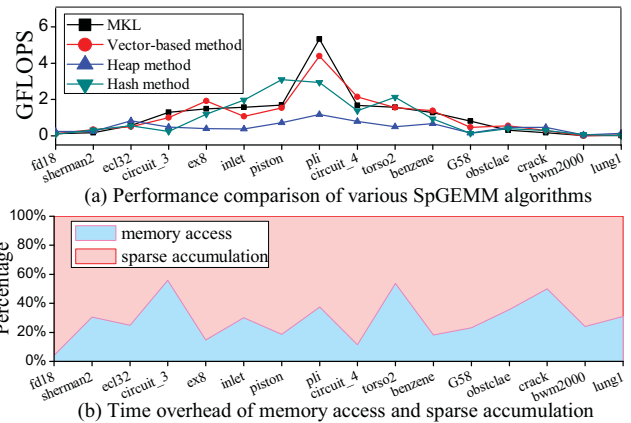 GFLOPS
6
4
2
0
MKL
Vector-based method
Heap method
Hash method
fd18
sherman2
ecl32
circuit_3
ex8
inlet
piston
pli
circuit_4
torso2
benzene
G58
obstclae
crack
bwm2000
lung1
(a) Performance comparison of various SpGEMM algorithms
Percentage
100%
80%
60%
40%
20%
0%
memory access
sparse accumulation
fd18
sherman2
ecl32
circuit_3
ex8
inlet
piston
pli
circuit_4
torso2
benzene
G58
obstclae
crack
bwm2000
lung1
(b) Time overhead of memory access and sparse accumulation